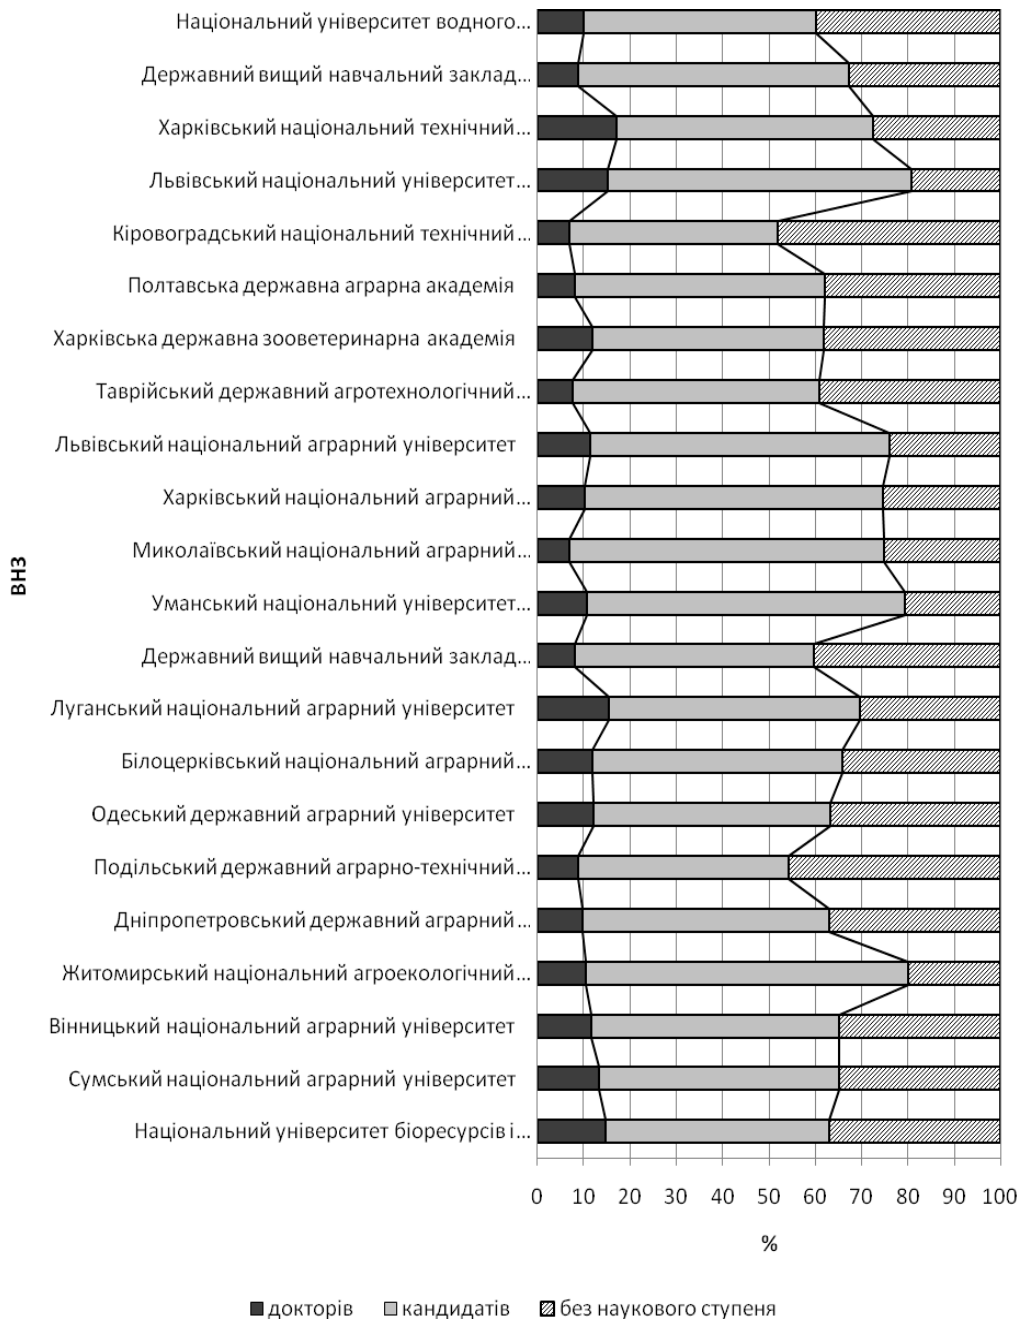 Національний університет водного...
Державний вищий навчальний заклад...
Харківський національний технічний...
Львівський національний університет...
Кіровоградський національний технічний...
Полтавська державна аграрна академія
Харківська державна зооветеринарна академія
Таврійський державний агротехнологічний...
Львівський національний аграрний університет
Харківський національний аграрний...
Миколаївський національний аграрний...
Уманський національний університет...
Державний вищий навчальний заклад...
Луганський національний аграрний університет
Білоцерківський національний аграрний...
Одеський державний аграрний університет
Подільський державний аграрно-технічний...
Дніпропетровський державний аграрний...
Житомирський національний агроекологічний...
Вінницький національний аграрний університет
Сумський національний аграрний університет
Національний університет біоресурсів і...
ВНЗ
0 10 20 30 40 50 60 70 80 90 100
%
докторів кандидатів без наукового ступеня